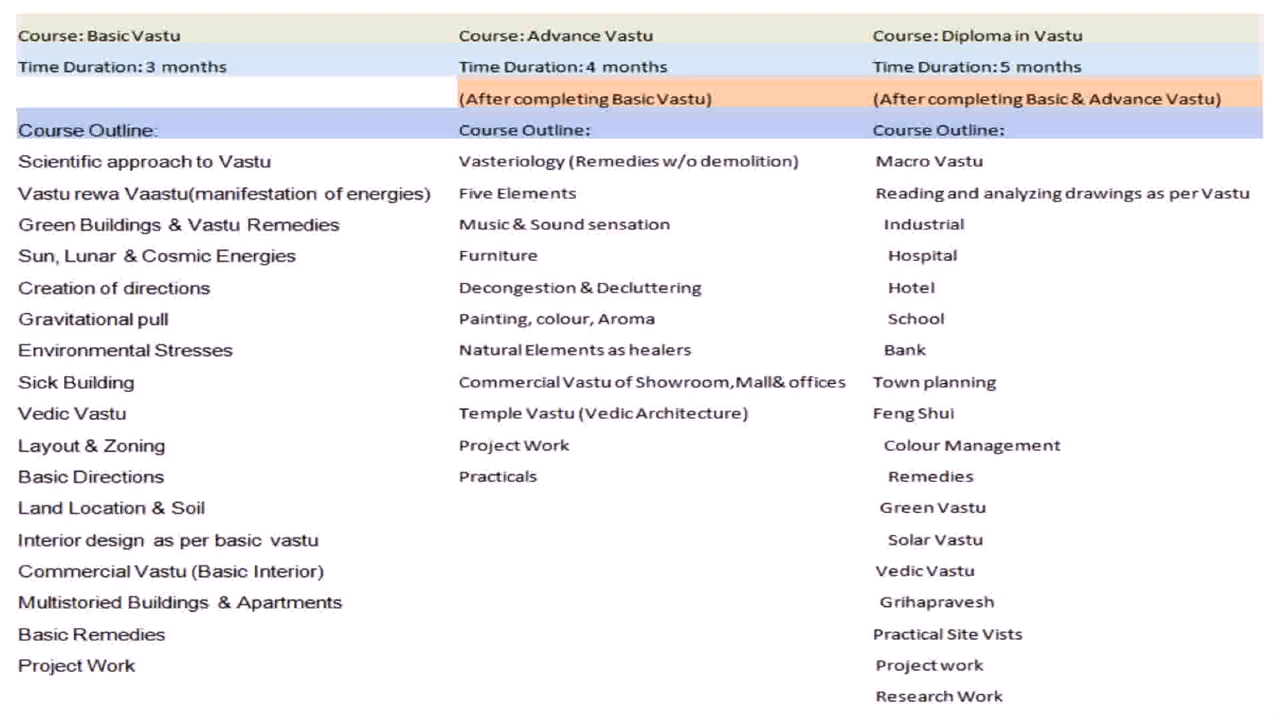 Course: Basic Vastu
Time Duration: 3 months
Course Outline:
Scientific approach to Vastu
Vastu rewa Vaastu(manifestation of energies)
Green Buildings & Vastu Remedies
Sun, Lunar & Cosmic Energies
Creation of directions
Gravitational pull
Environmental Stresses
Sick Building
Vedic Vastu
Layout & Zoning
Basic Directions
Land Location & Soil
Interior design as per basic vastu
Commercial Vastu (Basic Interior)
Multistoried Buildings & Apartments
Basic Remedies
Project Work
Course: Advance Vastu
Time Duration: 4 months
(After completing Basic Vastu)
Course Outline:
Vasteriology (Remedies w/o demolition)
Five Elements
Music & Sound sensation
Furniture
Decongestion & Decluttering
Painting, colour, Aroma
Natural Elements as healers
Commercial Vastu of Showroom,Mall& offices
Temple Vastu (Vedic Architecture)
Project Work
Practicals
Course: Diploma in Vastu
Time Duration: 5 months
(After completing Basic & Advance Vastu)
Course Outline:
Macro Vastu
Reading and analyzing drawings as per Vastu
Industrial
Hospital
Hotel
School
Bank
Town planning
Feng Shui
Colour Management
Remedies
Green Vastu
Solar Vastu
Vedic Vastu
Grihapravesh
Practical Site Vists
Project work
Research Work